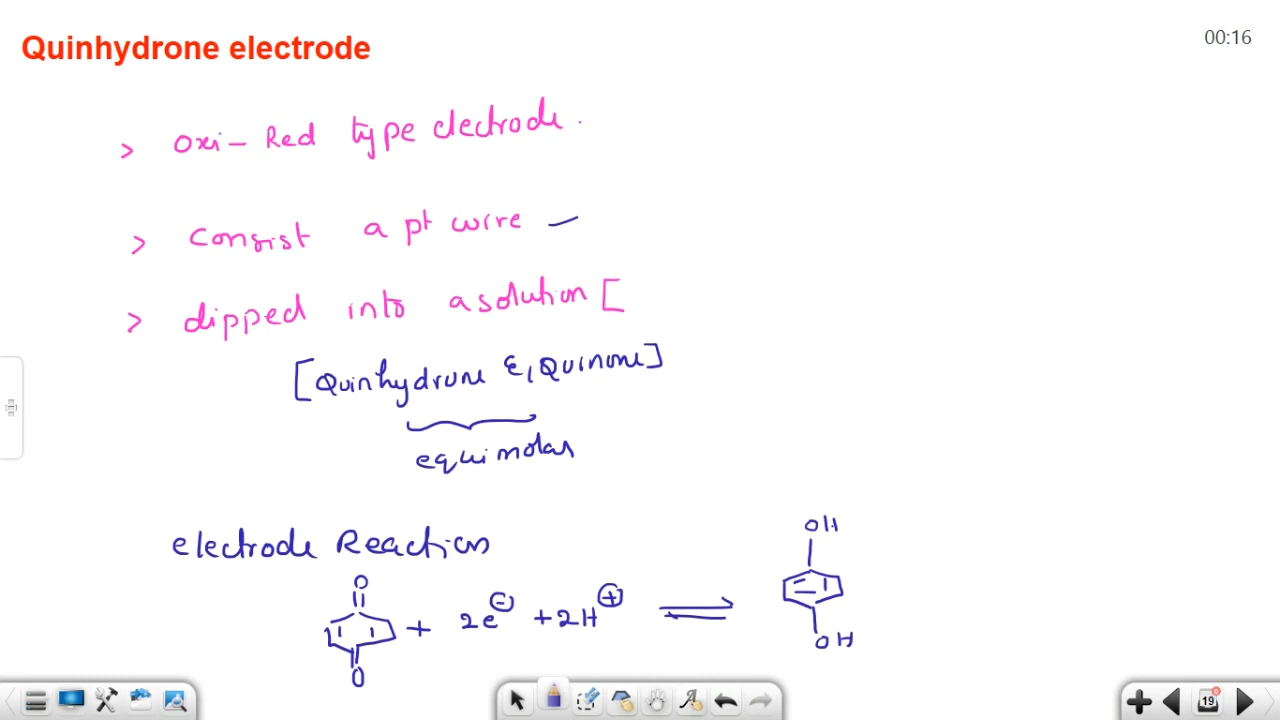 Quinhydrone electrode
00:16
> Oxi-Red type electrode.
> Consist a pt wire –
> dipped into a solution [
[Quinhydrone & Quinone]
equimolar
electrode Reaction
OH
O
+ 2e⊖ + 2H⊕ ⇌
O
OH
19